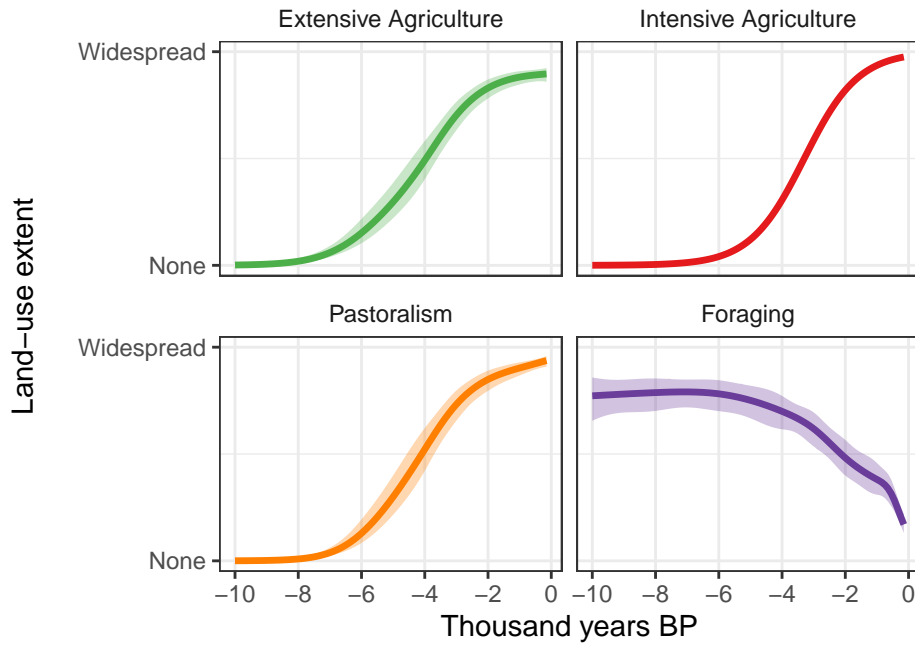 Extensive Agriculture
Intensive Agriculture
Widespread
None
Pastoralism
Foraging
Widespread
None
−10 −8 −6 −4 −2 0
−10 −8 −6 −4 −2 0
Thousand years BP
Land−use extent